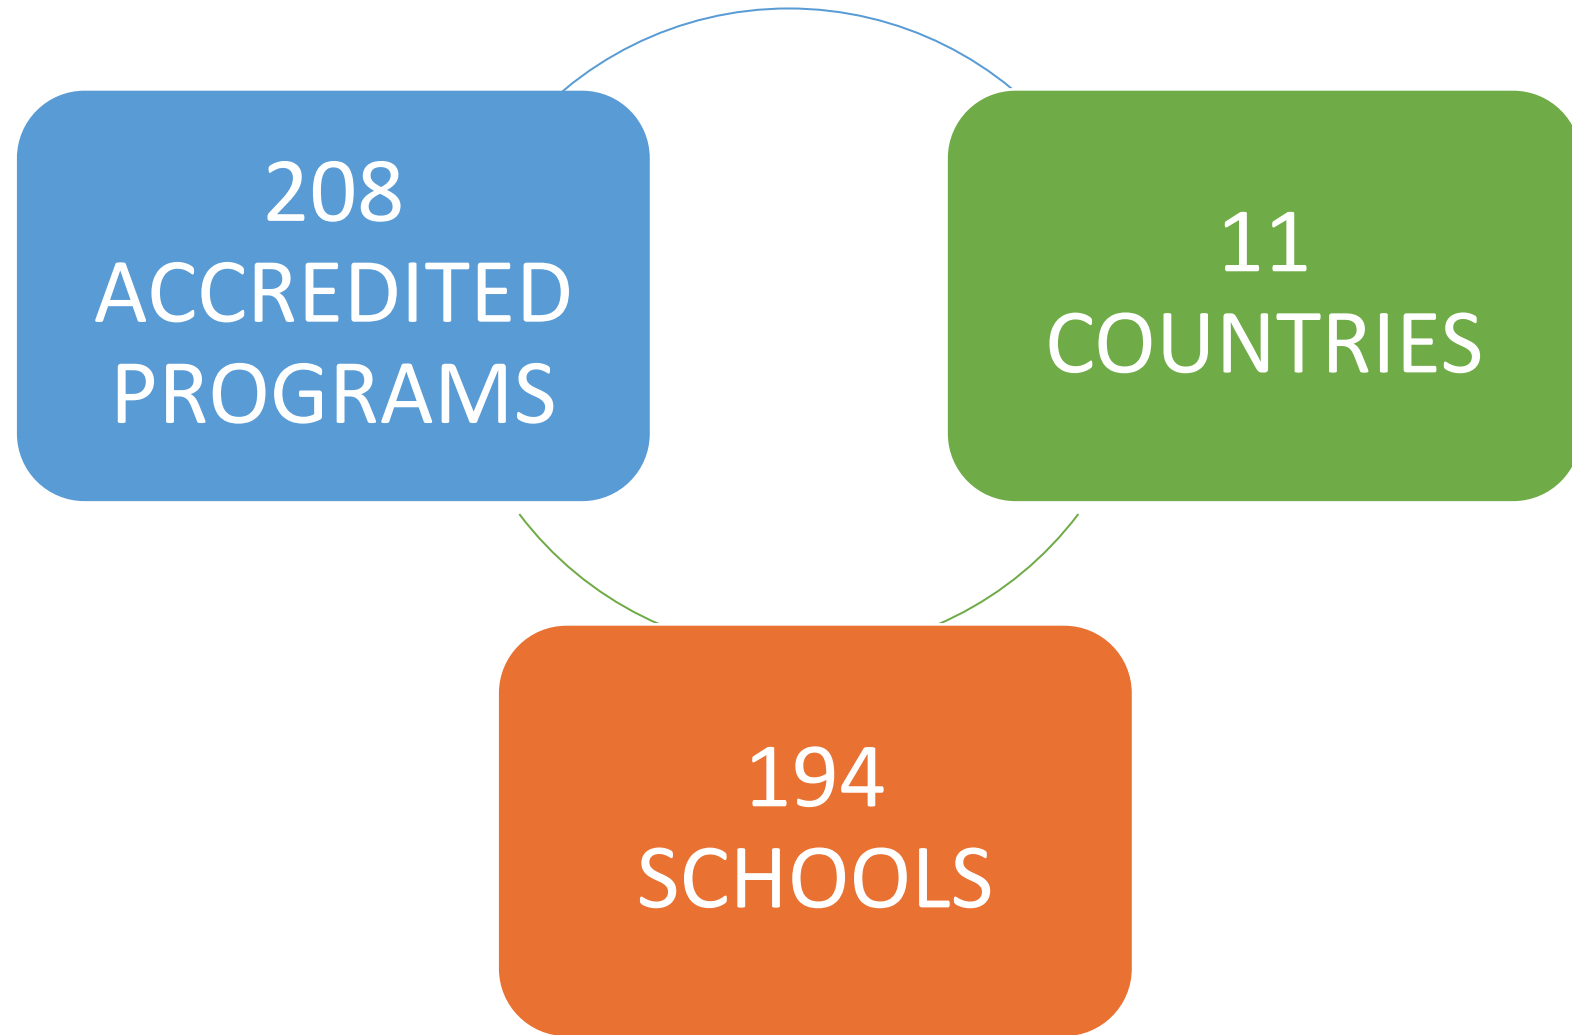 208
ACCREDITED
PROGRAMS
11
COUNTRIES
194
SCHOOLS